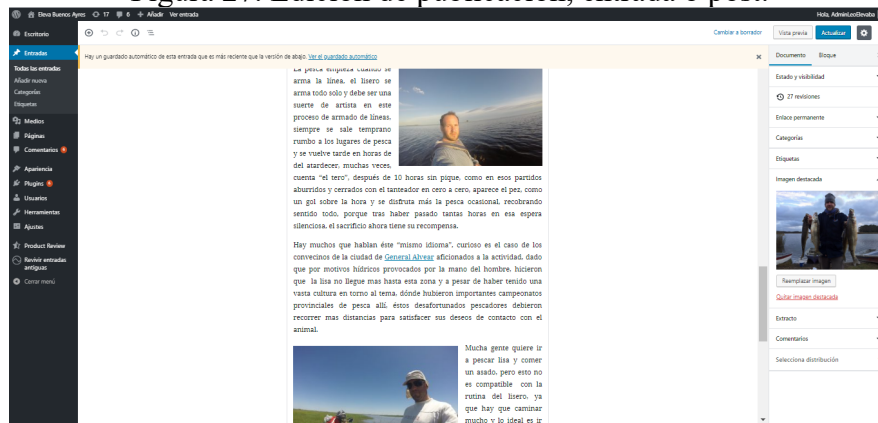 Figura 27: Edición de publicación, entrada o post.
Beva Buenos Ayres 17 6 Añadir Ver entrada
Hola, AdminLeoElevaba
Escritorio
Entradas
Todas las entradas
Añadir nueva
Categorías
Etiquetas
Medios
Páginas
Comentarios
Apariencia
Plugins
Usuarios
Herramientas
Ajustes
Product Review
Revivir entradas
antiguas
Cerrar menú
Cambiar a borrador
Vista previa
Actualizar
Hay un guardado automático de esta entrada que es más reciente que la versión de abajo. Ver el guardado automático
La pesca empieza cuando se
arma la línea, el lisero se
arma todo solo y debe ser una
suerte de artista en este
proceso de armado de líneas,
siempre se sale temprano
rumbo a los lugares de pesca
y se vuelve tarde en horas de
del atardecer, muchas veces,
cuenta “el tero”, después de 10 horas sin pique, como en esos partidos
aburridos y cerrados con el tanteador en cero a cero, aparece el pez, como
un gol sobre la hora y se disfruta más la pesca ocasional, recobrando
sentido todo, porque tras haber pasado tantas horas en esa espera
silenciosa, el sacrificio ahora tiene su recompensa.
Hay muchos que hablan éste “mismo idioma”, curioso es el caso de los
convecinos de la ciudad de General Alvear aficionados a la actividad, dado
que por motivos hídricos provocados por la mano del hombre, hicieron
que la lisa no llegue mas hasta esta zona y a pesar de haber tenido una
vasta cultura en torno al tema, dónde hubieron importantes campeonatos
provinciales de pesca allí, éstos desafortunados pescadores debieron
recorrer mas distancias para satisfacer sus deseos de contacto con el
animal.
Mucha gente quiere ir
a pescar lisa y comer
un asado, pero esto no
es compatible con la
rutina del lisero, ya
que hay que caminar
mucho y lo ideal es ir
Documento Bloque
Estado y visibilidad
27 revisiones
Enlace permanente
Categorías
Etiquetas
Imagen destacada
Reemplazar imagen
Quitar imagen destacada
Extracto
Comentarios
Selecciona distribución